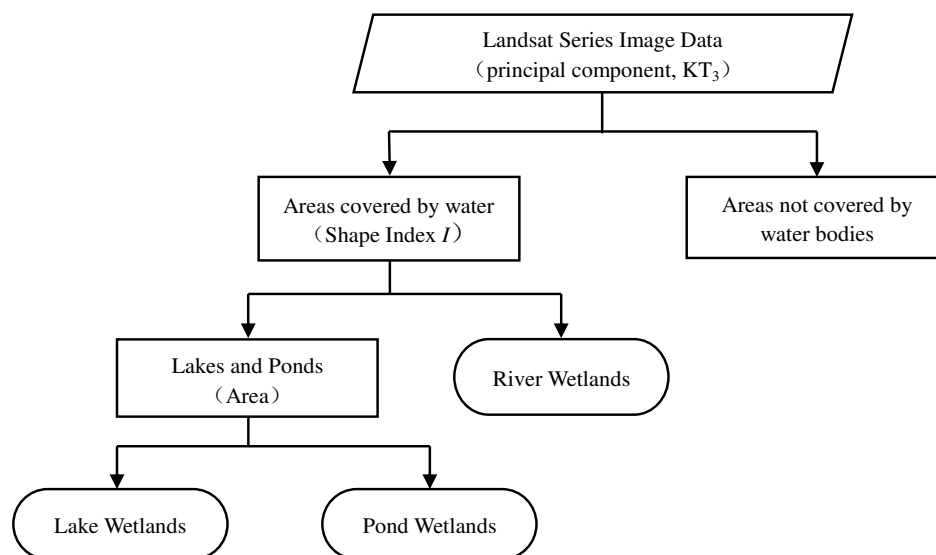 Landsat Series Image Data
（principal component, KT₃）
Areas covered by water
（Shape Index I）
Areas not covered by
water bodies
Lakes and Ponds
（Area）
River Wetlands
Lake Wetlands
Pond Wetlands